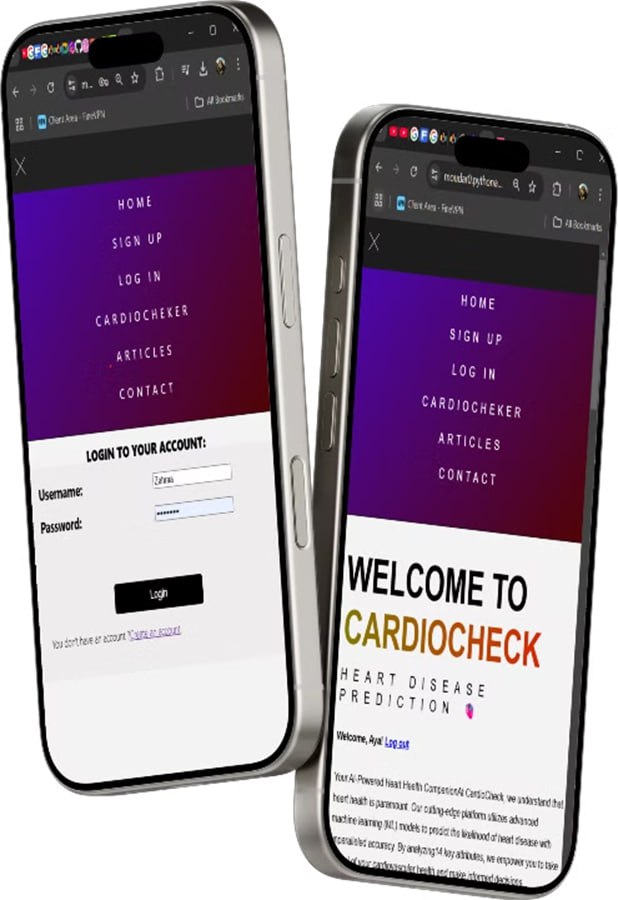 Client Area - FineVPN
All Bookmarks
HOME
SIGN UP
LOG IN
CARDIOCHEKER
ARTICLES
CONTACT
LOGIN TO YOUR ACCOUNT:
Username:
Zahraa
Password:
Login
You don't have an account ?Create an account
moudar0.pythone...
Client Area - FineVPN
All Bookmarks
HOME
SIGN UP
LOG IN
CARDIOCHEKER
ARTICLES
CONTACT
WELCOME TO
CARDIOCHECK
HEART DISEASE
PREDICTION
Welcome, Aya! Log out
Your AI-Powered Heart Health CompanionAt CardioCheck, we understand that
heart health is paramount. Our cutting-edge platform utilizes advanced
machine learning (ML) models to predict the likelihood of heart disease with
accuracy. By analyzing 14 key attributes, we empower you to take
of your cardiovascular health and make informed decisions.